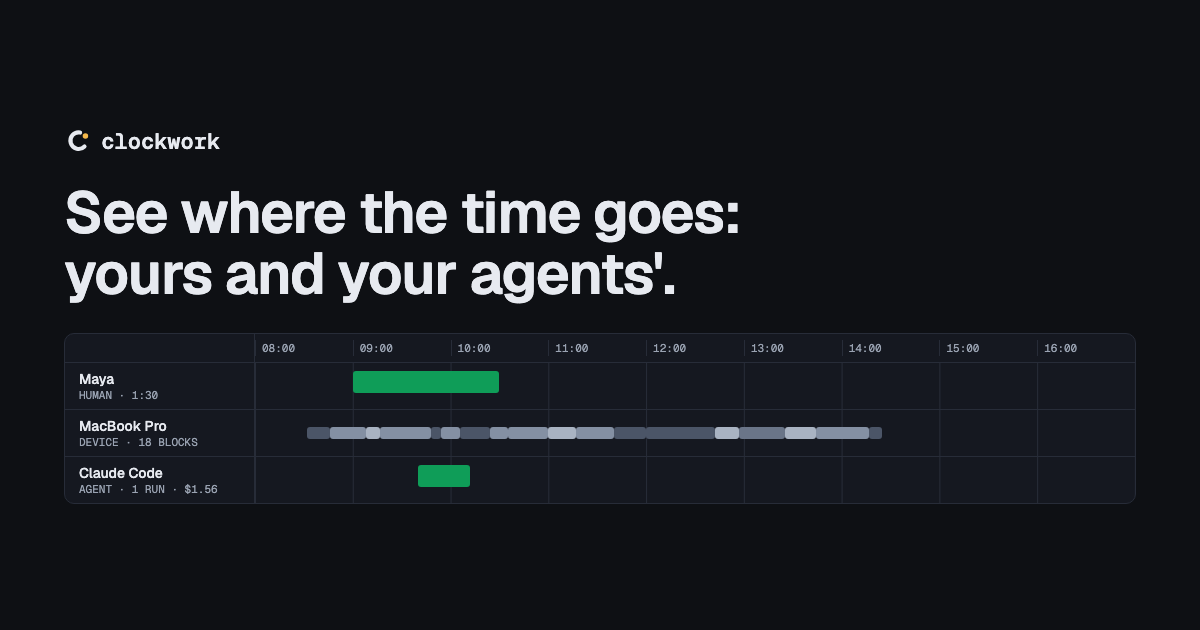 clockwork
See where the time goes:
yours and your agents'.
08:00 09:00 10:00 11:00 12:00 13:00 14:00 15:00 16:00
Maya
HUMAN · 1:30
MacBook Pro
DEVICE · 18 BLOCKS
Claude Code
AGENT · 1 RUN · $1.56